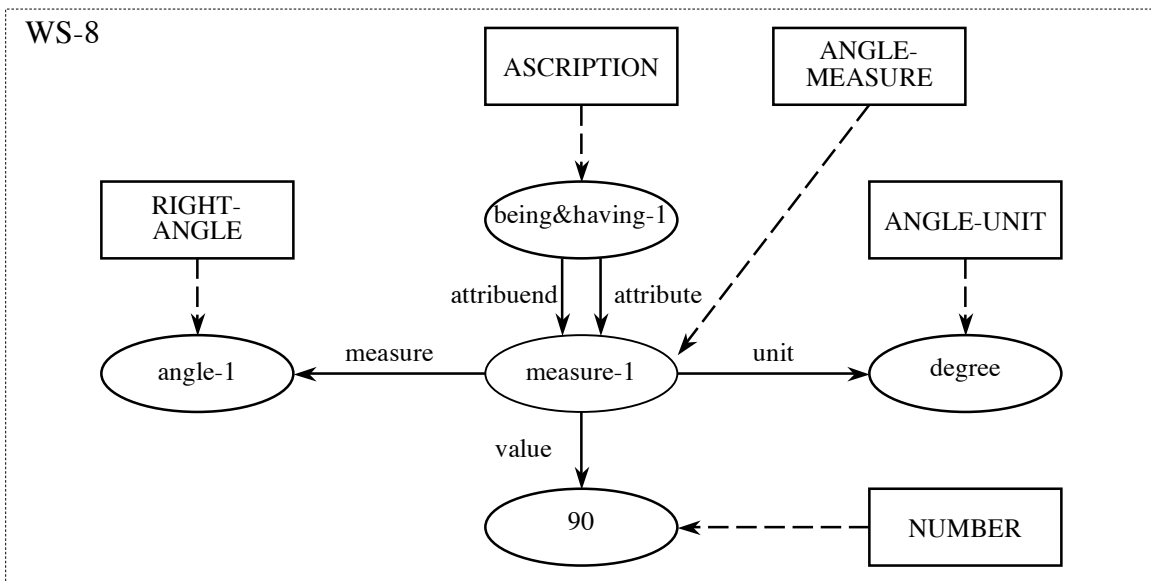 WS-8
ASCRIPTION
ANGLE-
MEASURE
RIGHT-
ANGLE
being&having-1
ANGLE-UNIT
attribuend
attribute
angle-1
measure
measure-1
unit
degree
value
90
NUMBER